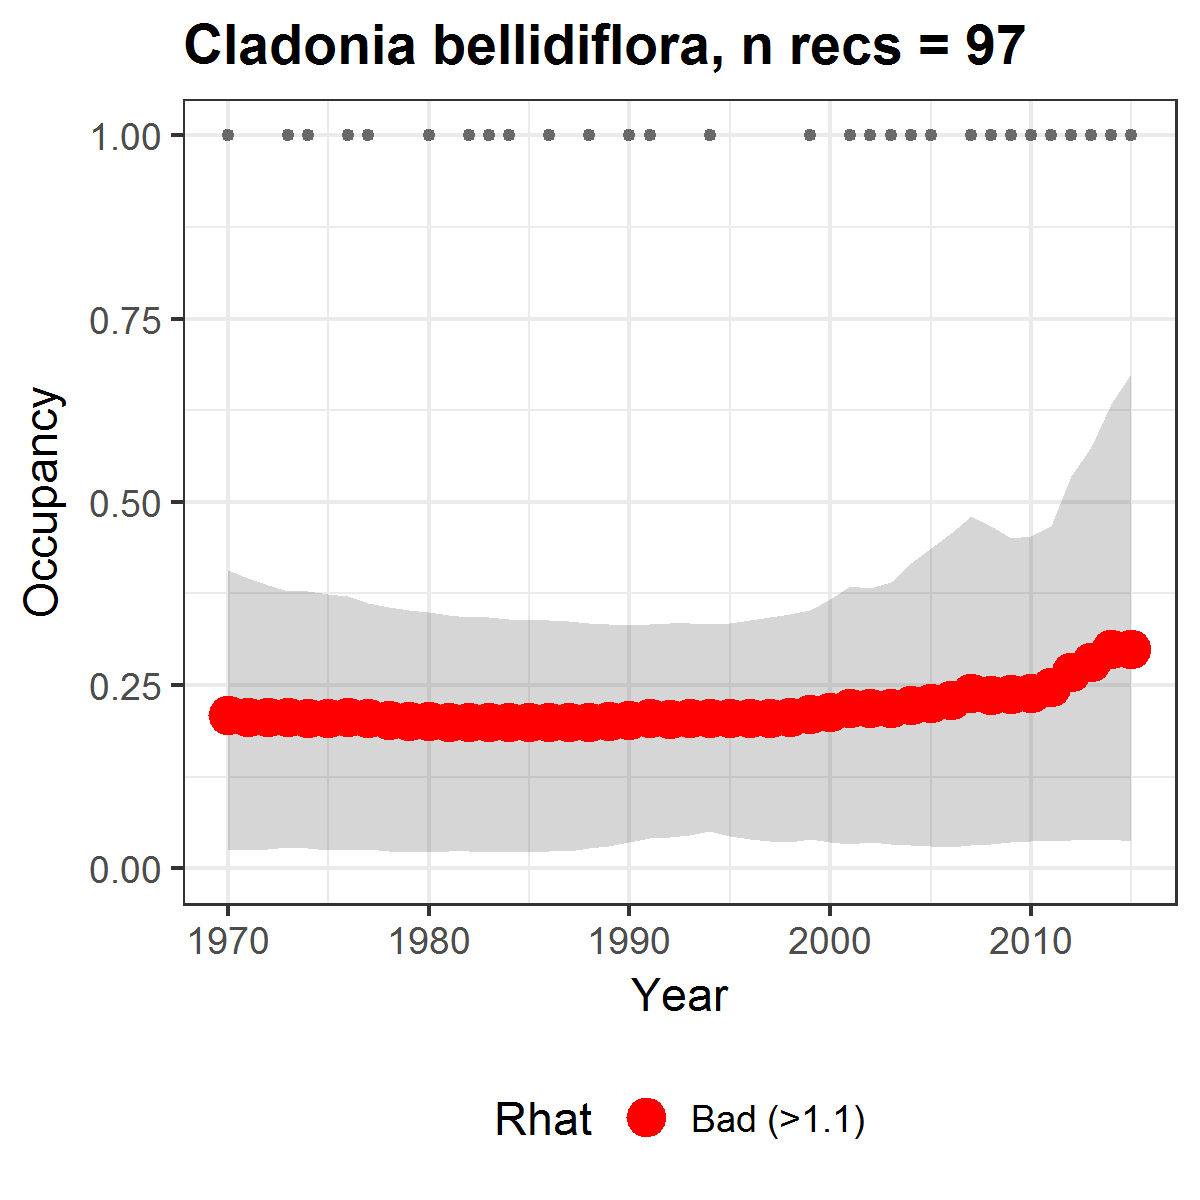 Cladonia bellidiflora, n recs = 97
1.00
0.75
0.50
0.25
0.00
Occupancy
1970 1980 1990 2000 2010
Year
Rhat Bad (>1.1)